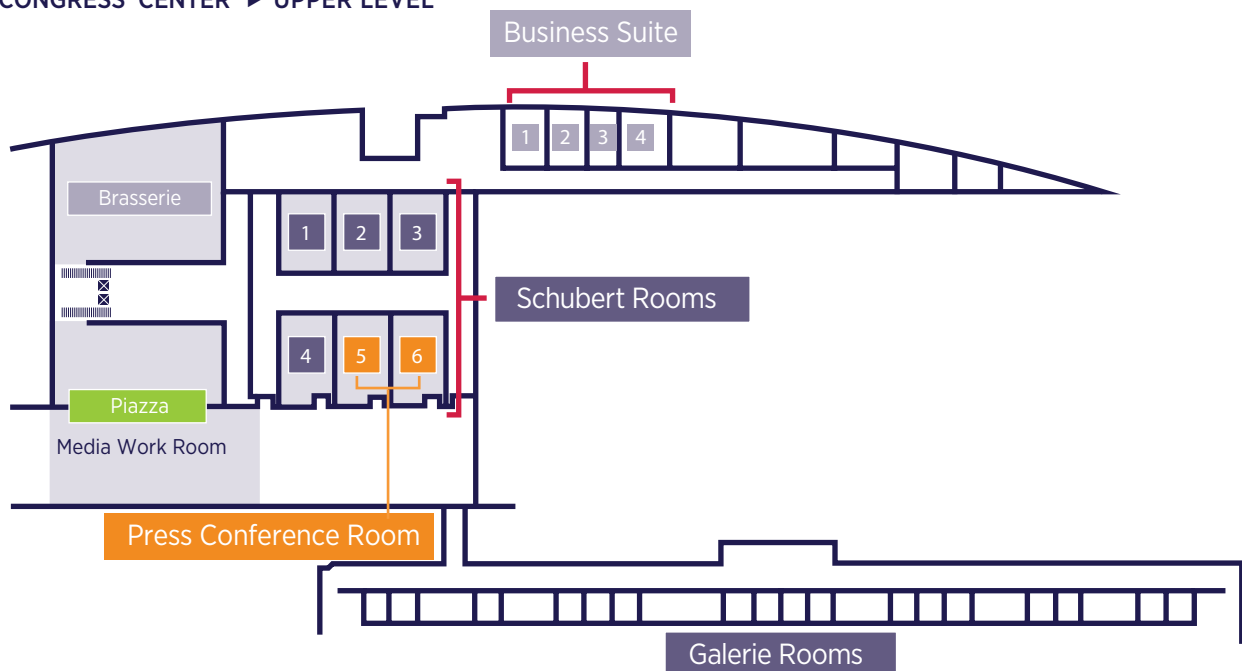 CONGRESS CENTER ▶ UPPER LEVEL
Business Suite
1 2 3 4
Brasserie
1 2 3
Schubert Rooms
4 5 6
Piazza
Media Work Room
Press Conference Room
Galerie Rooms